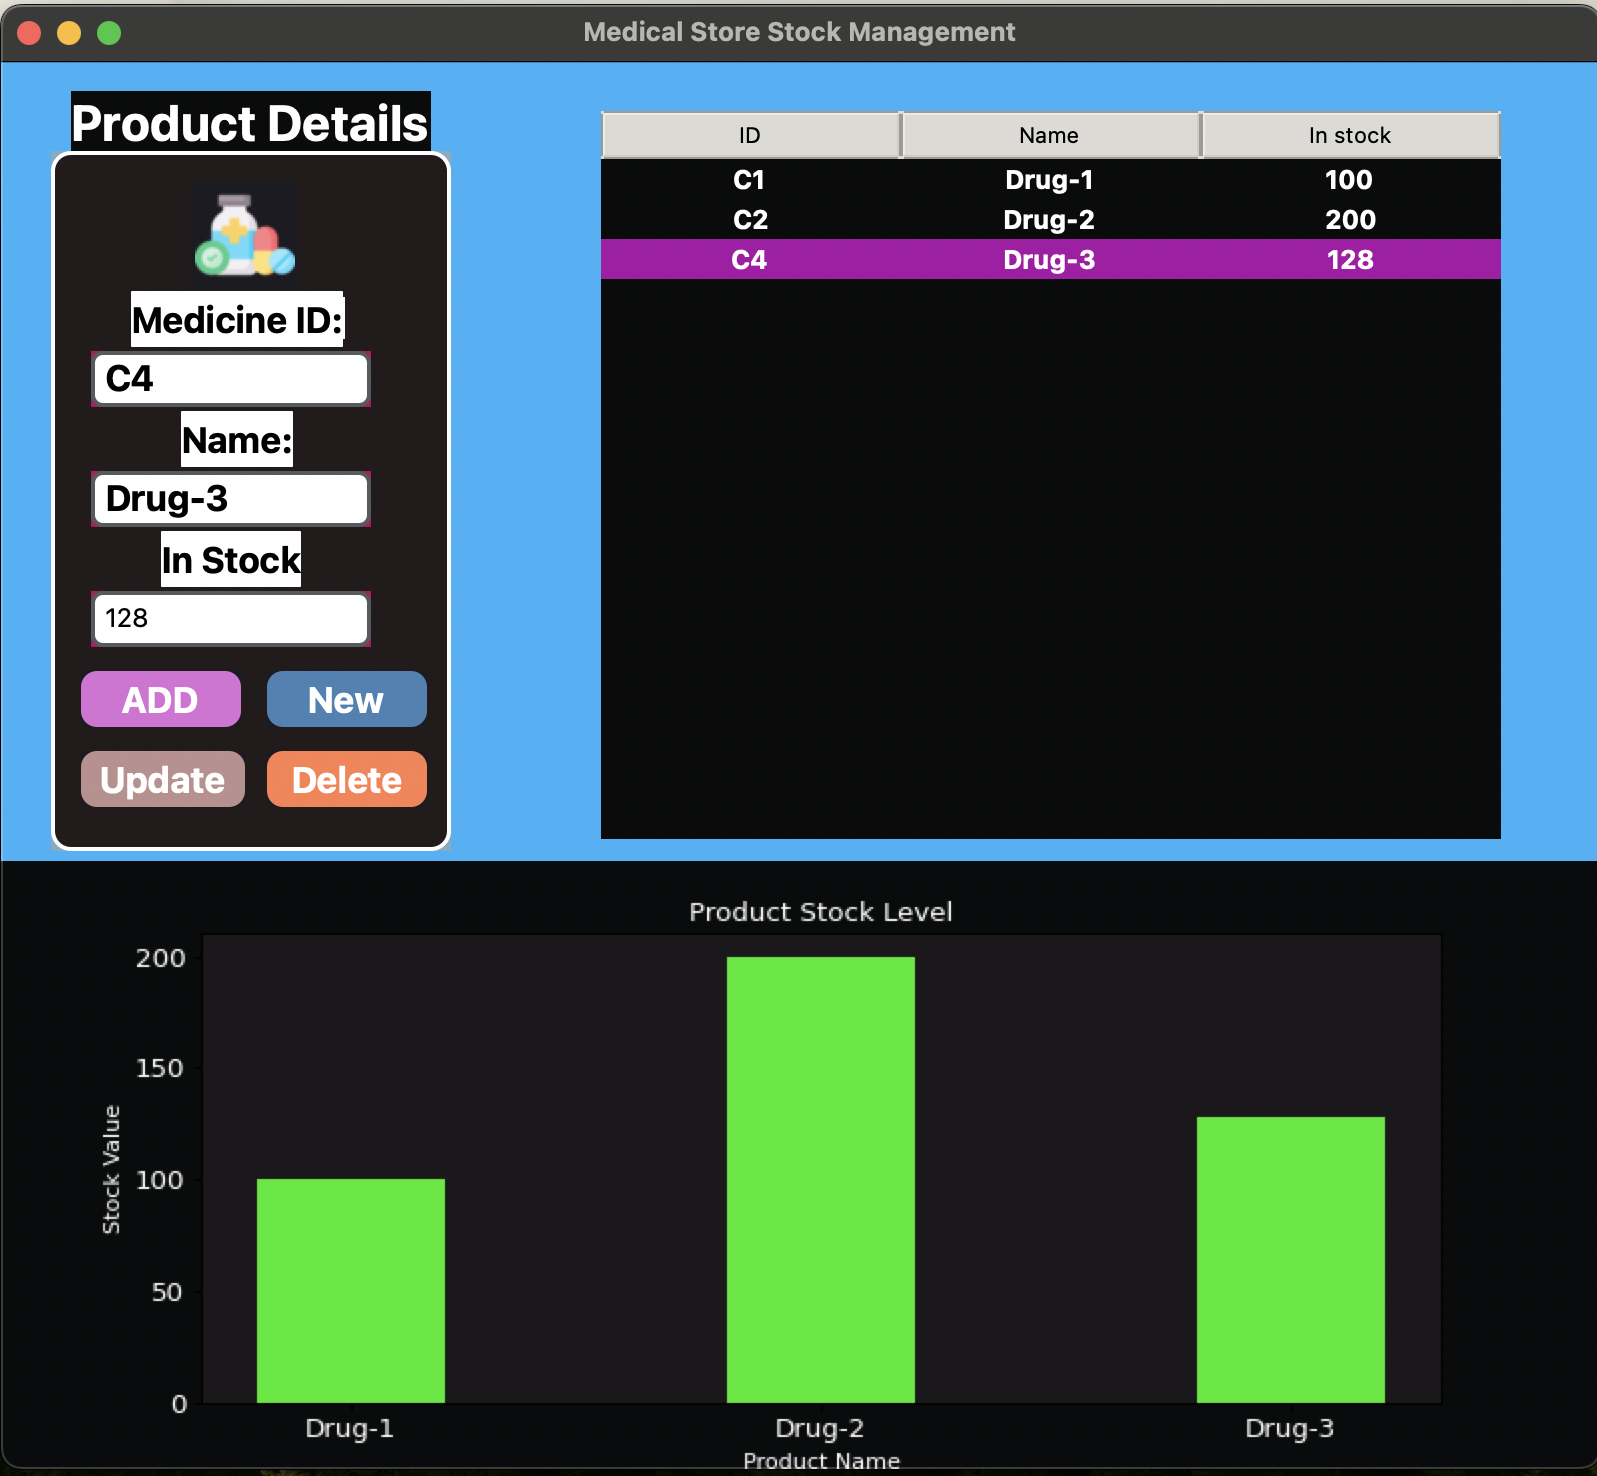 Medical Store Stock Management
Product Details
Medicine ID:
C4
Name:
Drug-3
In Stock
128
ADD New
Update Delete
ID Name In stock
C1 Drug-1 100
C2 Drug-2 200
C4 Drug-3 128
Product Stock Level
200
150
100
50
0
Stock Value
Drug-1 Drug-2 Drug-3
Product Name